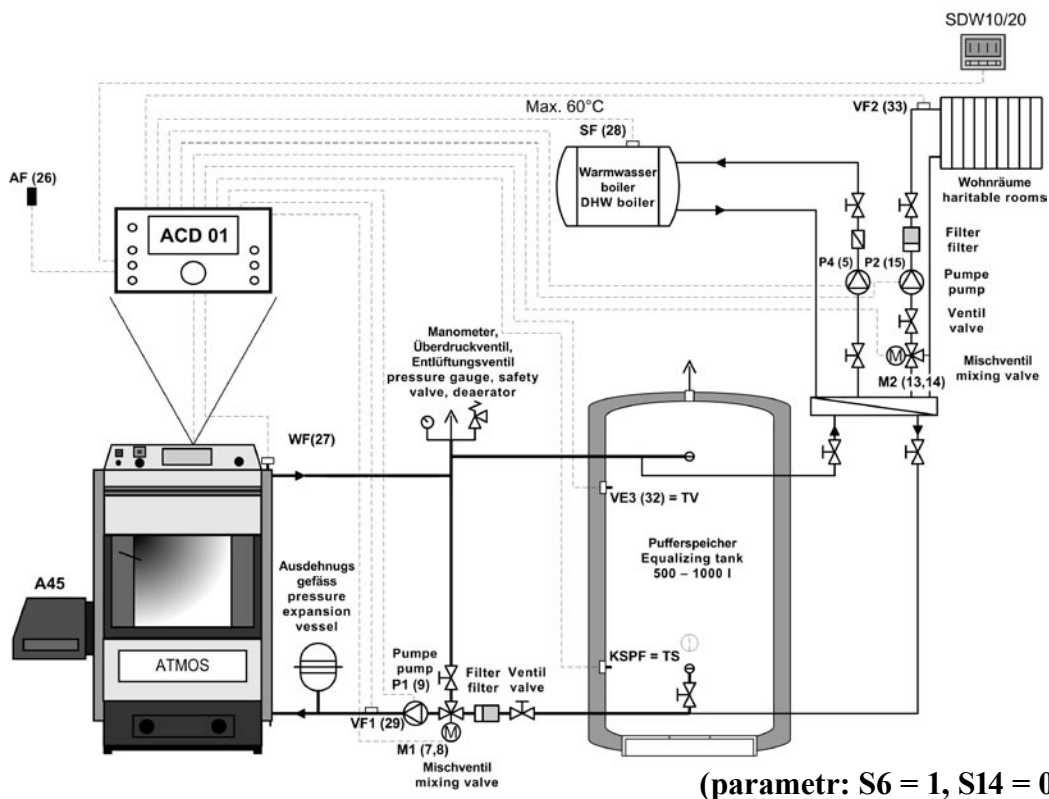 SDW10/20
Max. 60°C
VF2 (33)
SF (28)
AF (26)
Warmwasser
boiler
DHW boiler
Wohnräume
haritable rooms
ACD 01
Filter
filter
P4 (5)
P2 (15)
Pumpe
pump
Manometer,
Überdruckventil,
Entlüftungsventil
pressure gauge, safety
valve, deaerator
Ventil
valve
M
Mischventil
mixing valve
M2 (13,14)
WF(27)
VE3 (32) = TV
Pufferspeicher
Equalizing tank
500 – 1000 l
A45
Ausdehnugs
gefäss
pressure
expansion
vessel
KSPF = TS
ATMOS
Pumpe
pump
P1 (9)
Filter
filter
Ventil
valve
VF1 (29)
M
M1 (7,8)
Mischventil
mixing valve
(parametr: S6 = 1, S14 = 0